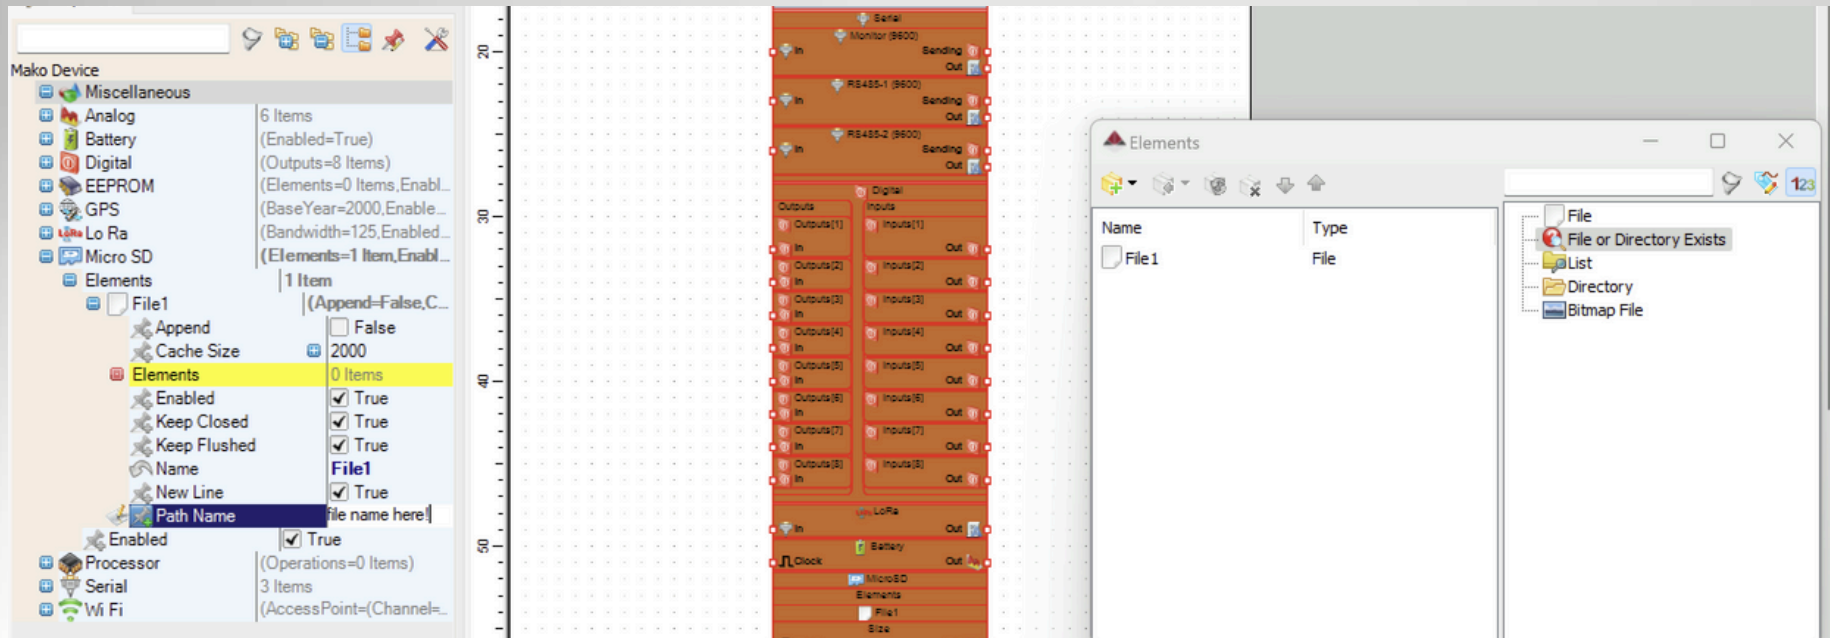 Mako Device
Miscellaneous
Analog 6 Items
Battery (Enabled=True)
Digital (Outputs=8 Items)
EEPROM (Elements=0 Items,Enabl...
GPS (BaseYear=2000,Enable...
Lo Ra (Bandwidth=125,Enabled...
Micro SD (Elements=1 Item,Enabl...
Elements 1 Item
File1 (Append=False,C...
Append False
Cache Size 2000
Elements 0 Items
Enabled True
Keep Closed True
Keep Flushed True
Name File1
New Line True
Path Name file name here!
Enabled True
Processor (Operations=0 Items)
Serial 3 Items
Wi Fi (AccessPoint=(Channel=...
20
30
40
50
Serial
Monitor (9600)
In Sending
Out
RS485-1 (9600)
In Sending
Out
RS485-2 (9600)
In Sending
Out
Digital
Outputs Inputs
Outputs[1] Inputs[1]
In Out
Outputs[2] Inputs[2]
In Out
Outputs[3] Inputs[3]
In Out
Outputs[4] Inputs[4]
In Out
Outputs[5] Inputs[5]
In Out
Outputs[6] Inputs[6]
In Out
Outputs[7] Inputs[7]
In Out
Outputs[8] Inputs[8]
In Out
LoRa
In Out
Battery
Clock Out
MicroSD
Elements
File1
Size
Elements
123
Name Type
File1 File
File
File or Directory Exists
List
Directory
Bitmap File